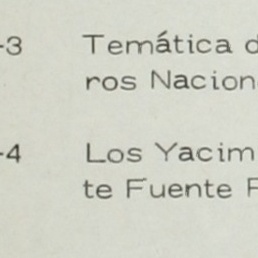 -3 Temática d
ros Nacion
-4 Los Yacim
te Fuente